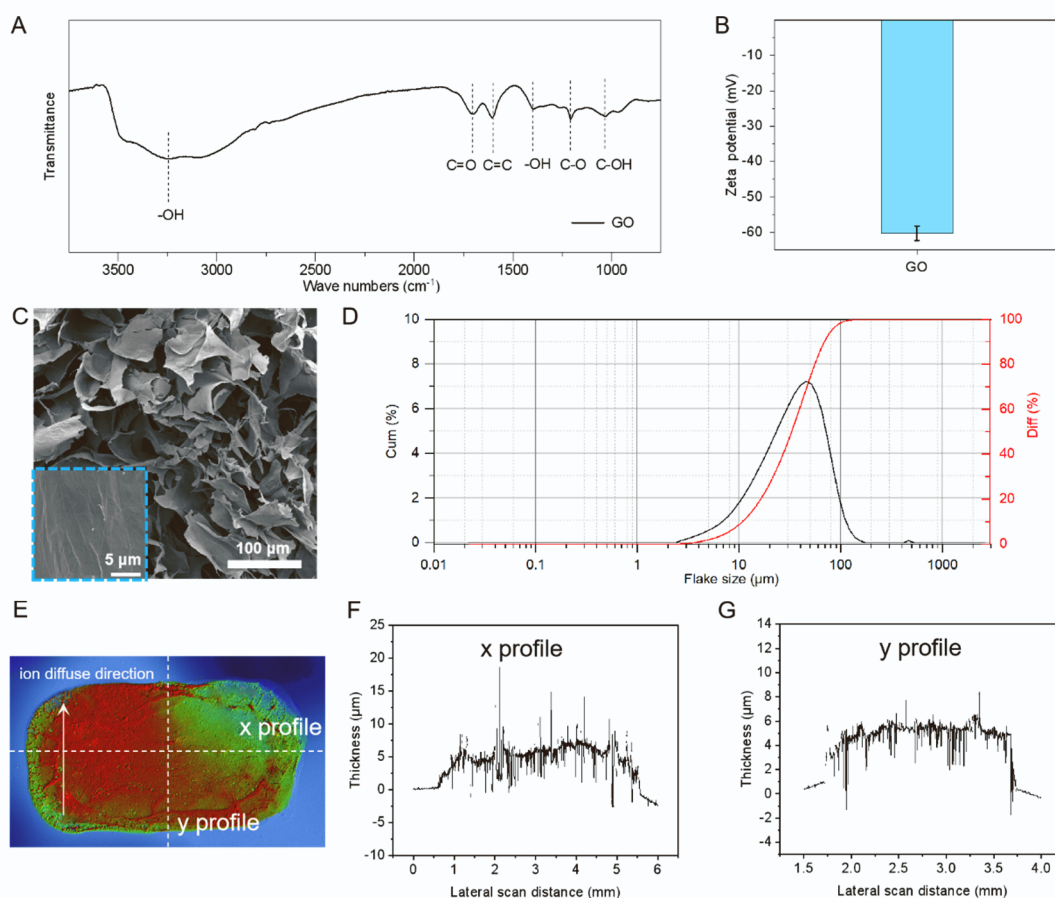 A
Transmittance
-OH
C=O
C=C
-OH
C-O
C-OH
GO
3500 3000 2500 2000 1500 1000
Wave numbers (cm⁻¹)
B
Zeta potential (mV)
-10
-20
-30
-40
-50
-60
GO
C
5 µm
100 µm
D
Cum (%)
10
8
6
4
2
0
0.01 0.1 1 10 100 1000
Flake size (µm)
100
80
60
40
20
0
Diff (%)
E
ion diffuse direction
x profile
y profile
F
x profile
Thickness (µm)
25
20
15
10
5
0
-5
-10
0 1 2 3 4 5 6
Lateral scan distance (mm)
G
y profile
Thickness (µm)
14
12
10
8
6
4
2
0
-2
-4
1.5 2.0 2.5 3.0 3.5 4.0
Lateral scan distance (mm)